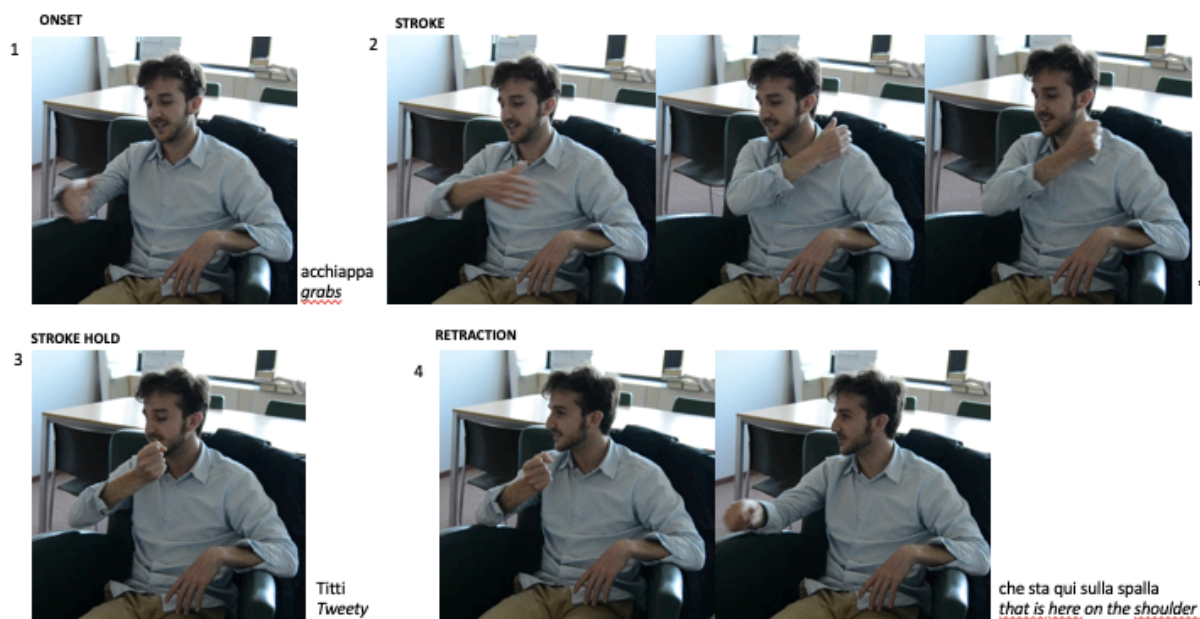 ONSET
1
STROKE
2
acchiappa
grabs
STROKE HOLD
3
RETRACTION
4
Titti
Tweety
che sta qui sulla spalla
that is here on the shoulder